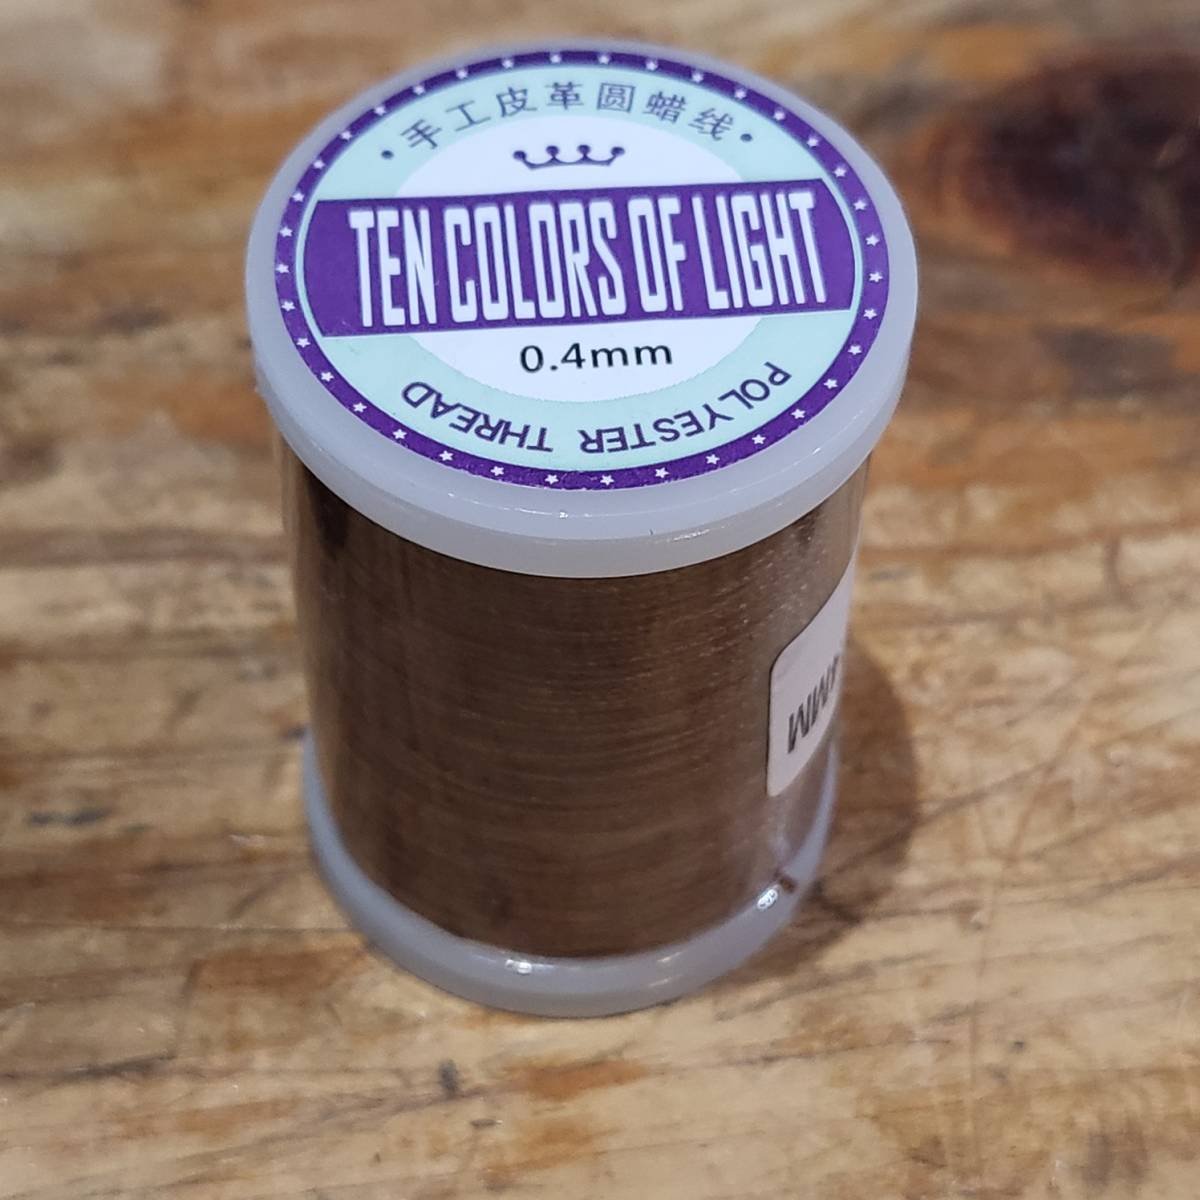 手工皮革圆蜡线
TEN COLORS OF LIGHT
0.4mm
POLYESTER THREAD